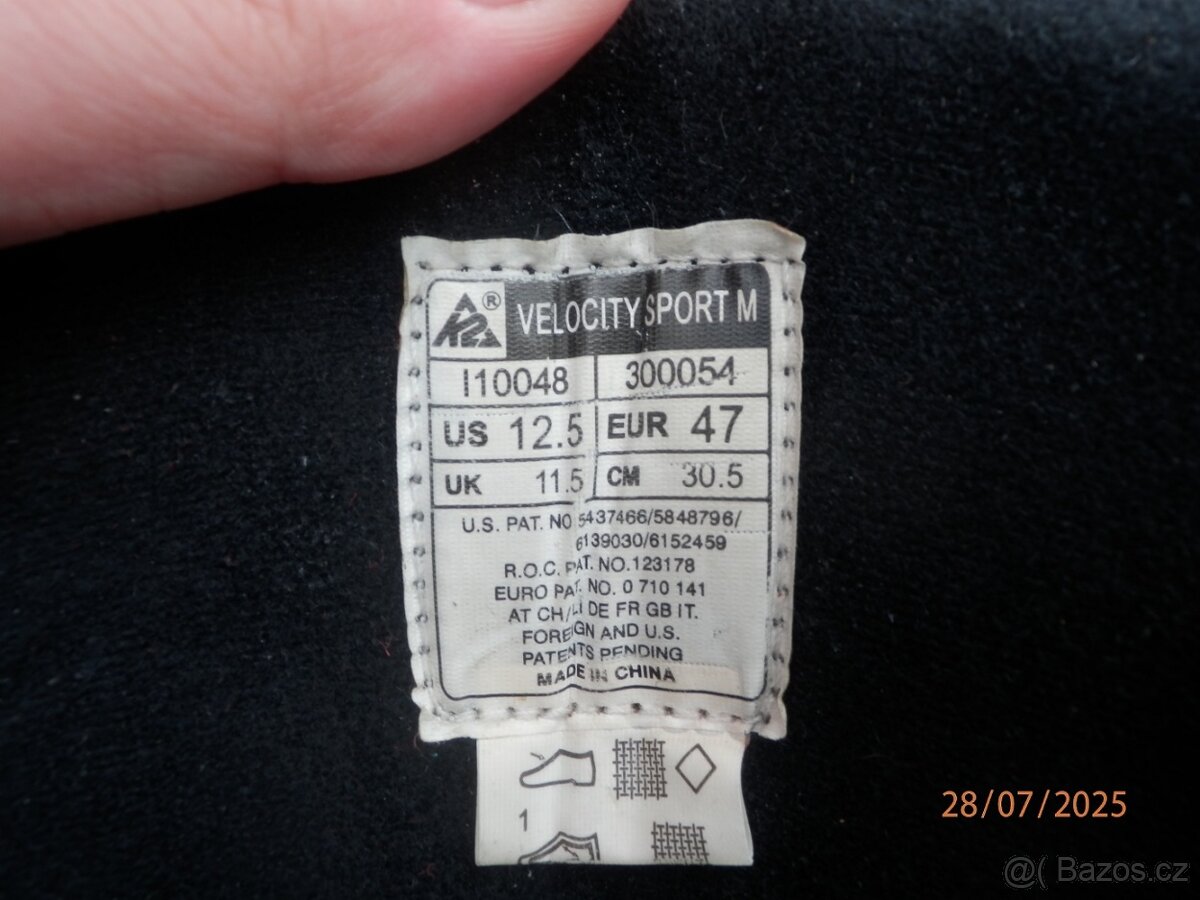 K2® VELOCITY SPORT M
I10048 300054
US 12.5 EUR 47
UK 11.5 CM 30.5
U.S. PAT. NO 5437466/5848796/
6139030/6152459
R.O.C. PAT. NO.123178
EURO PAT. NO. 0 710 141
AT CH/LI DE FR GB IT.
FOREIGN AND U.S.
PATENTS PENDING
MADE IN CHINA
1
28/07/2025
@( Bazos.cz